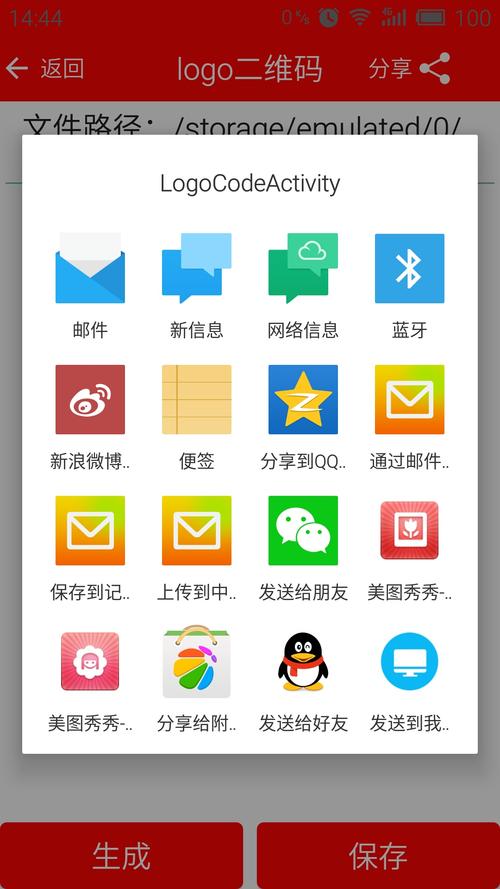 14:44
0 K/s
4G
100
返回
logo二维码
分享
文件路径：/storage/emulated/0/
LogoCodeActivity
邮件
新信息
网络信息
蓝牙
新浪微博..
便签
分享到QQ..
通过邮件..
保存到记..
上传到中..
发送给朋友
美图秀秀-..
美图秀秀-..
分享给附..
发送给好友
发送到我..
生成
保存